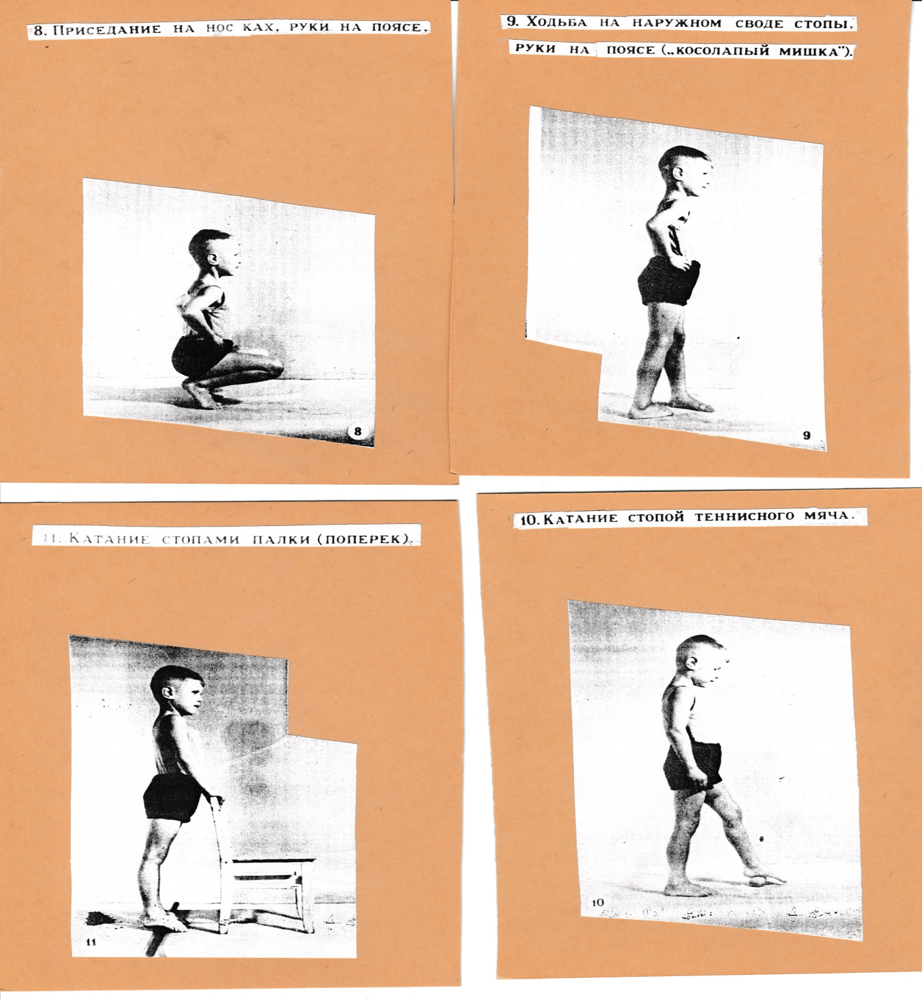 8. Приседание на нос ках, руки на поясе.
8
9. Ходьба на наружном своде стопы,
руки на поясе („косолапый мишка").
9
11. Катание стопами палки (поперек).
11
10. Катание стопой теннисного мяча.
10